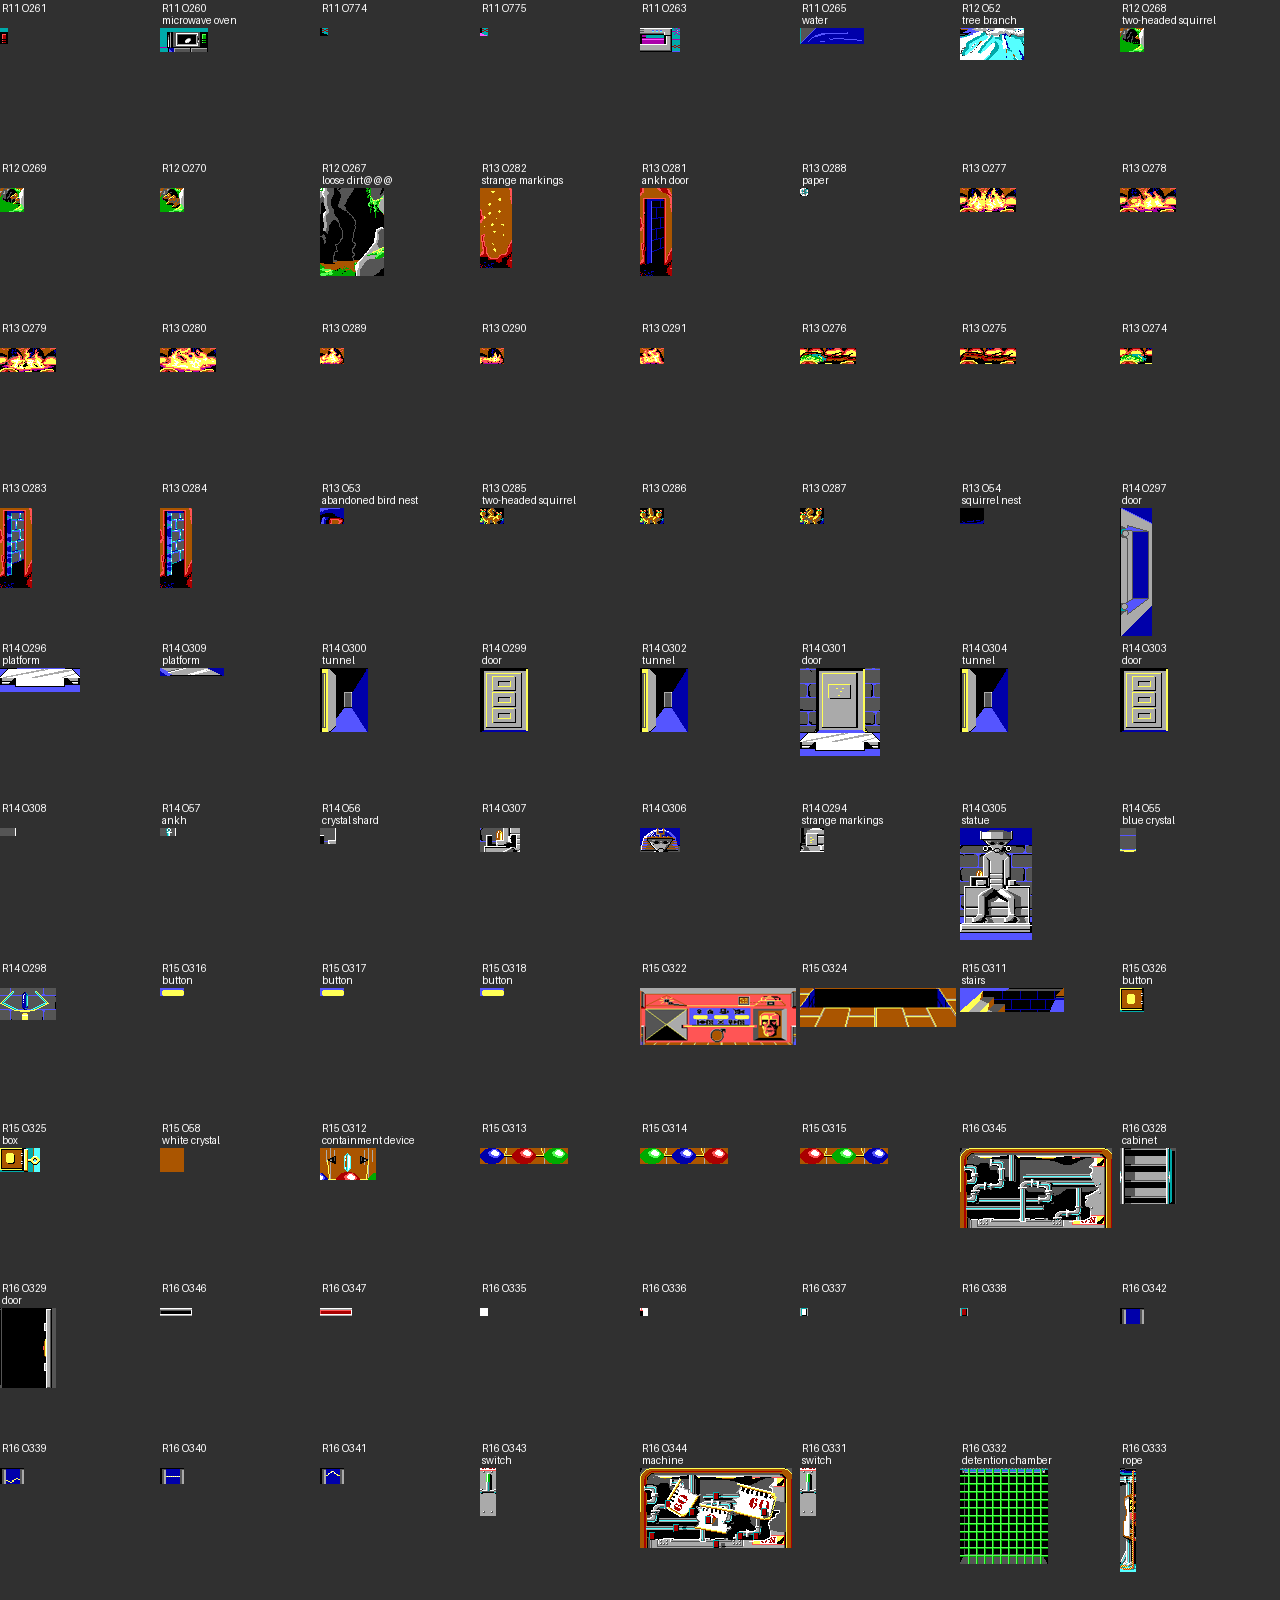 R11 O261
R11 O260
microwave oven
R11 O774
R11 O775
R11 O263
R11 O265
water
R12 O52
tree branch
R12 O268
two-headed squirrel
R12 O269
R12 O270
R12 O267
loose dirt@@@
R13 O282
strange markings
R13 O281
ankh door
R13 O288
paper
R13 O277
R13 O278
R13 O279
R13 O280
R13 O289
R13 O290
R13 O291
R13 O276
R13 O275
R13 O274
R13 O283
R13 O284
R13 O53
abandoned bird nest
R13 O285
two-headed squirrel
R13 O286
R13 O287
R13 O54
squirrel nest
R14 O297
door
R14 O296
platform
R14 O309
platform
R14 O300
tunnel
R14 O299
door
R14 O302
tunnel
R14 O301
door
R14 O304
tunnel
R14 O303
door
R14 O308
R14 O57
ankh
R14 O56
crystal shard
R14 O307
R14 O306
R14 O294
strange markings
R14 O305
statue
R14 O55
blue crystal
R14 O298
R15 O316
button
R15 O317
button
R15 O318
button
R15 O322
R15 O324
R15 O311
stairs
R15 O326
button
R15 O325
box
R15 O58
white crystal
R15 O312
containment device
R15 O313
R15 O314
R15 O315
R16 O345
R16 O328
cabinet
R16 O329
door
R16 O346
R16 O347
R16 O335
R16 O336
R16 O337
R16 O338
R16 O342
R16 O339
R16 O340
R16 O341
R16 O343
switch
R16 O344
machine
60
60
R16 O331
switch
R16 O332
detention chamber
R16 O333
rope